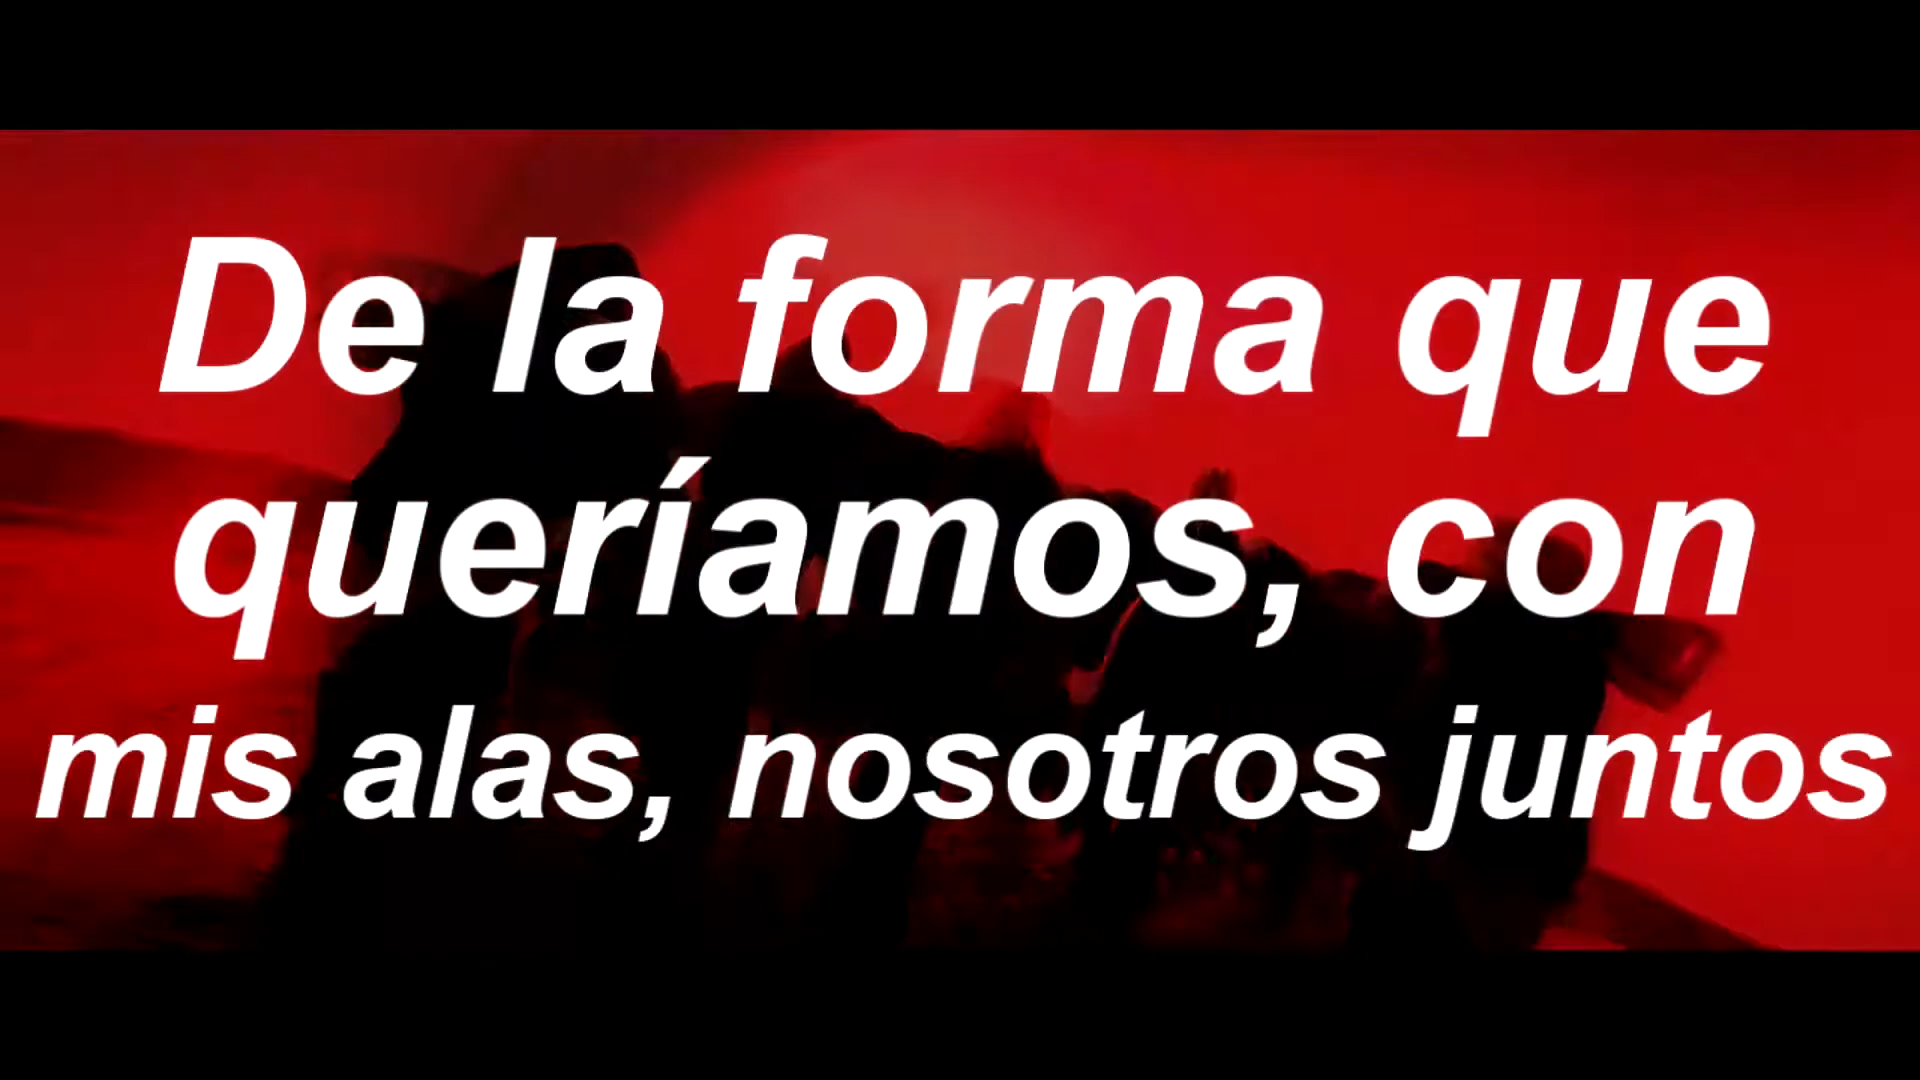 De la forma que
queríamos, con
mis alas, nosotros juntos